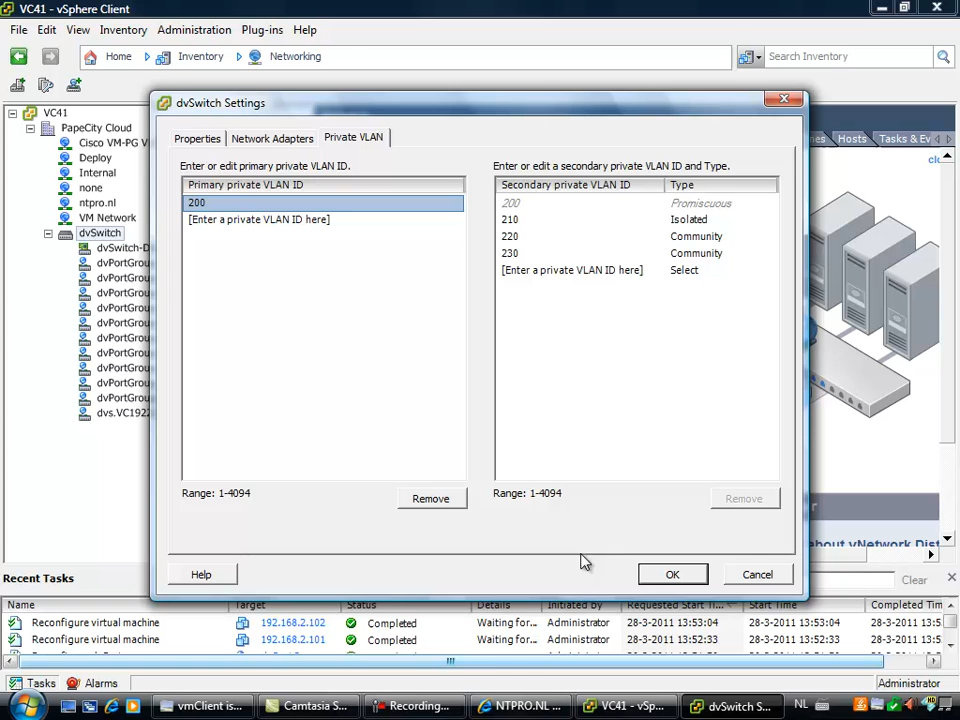 VC41 - vSphere Client
File Edit View Inventory Administration Plug-ins Help
Home Inventory Networking Search Inventory
VC41
PapeCity Cloud
Cisco VM-PG V
Deploy
Internal
none
ntpro.nl
VM Network
dvSwitch
dvSwitch-D
dvPortGrou
dvPortGrou
dvPortGrou
dvPortGrou
dvPortGrou
dvPortGrou
dvPortGrou
dvPortGrou
dvPortGrou
dvPortGrou
dvs.VC1922
Hosts Tasks & Ev
dvSwitch Settings
Properties Network Adapters Private VLAN
Enter or edit primary private VLAN ID.
Primary private VLAN ID
200
[Enter a private VLAN ID here]
Range: 1-4094
Remove
Enter or edit a secondary private VLAN ID and Type.
Secondary private VLAN ID Type
200 Promiscuous
210 Isolated
220 Community
230 Community
[Enter a private VLAN ID here] Select
Range: 1-4094
Remove
Help OK Cancel
Recent Tasks Clear
Name Target Status Details Initiated by Requested Start Ti... Start Time Completed Tim
Reconfigure virtual machine 192.168.2.102 Completed Waiting for... Administrator 28-3-2011 13:53:04 28-3-2011 13:53:04 28-3-2011
Reconfigure virtual machine 192.168.2.101 Completed Waiting for... Administrator 28-3-2011 13:52:33 28-3-2011 13:52:33 28-3-2011
Tasks Alarms Administrator
vmClient is... Camtasia S... Recording... NTPRO.NL ... VC41 - vSp... dvSwitch S... NL 706